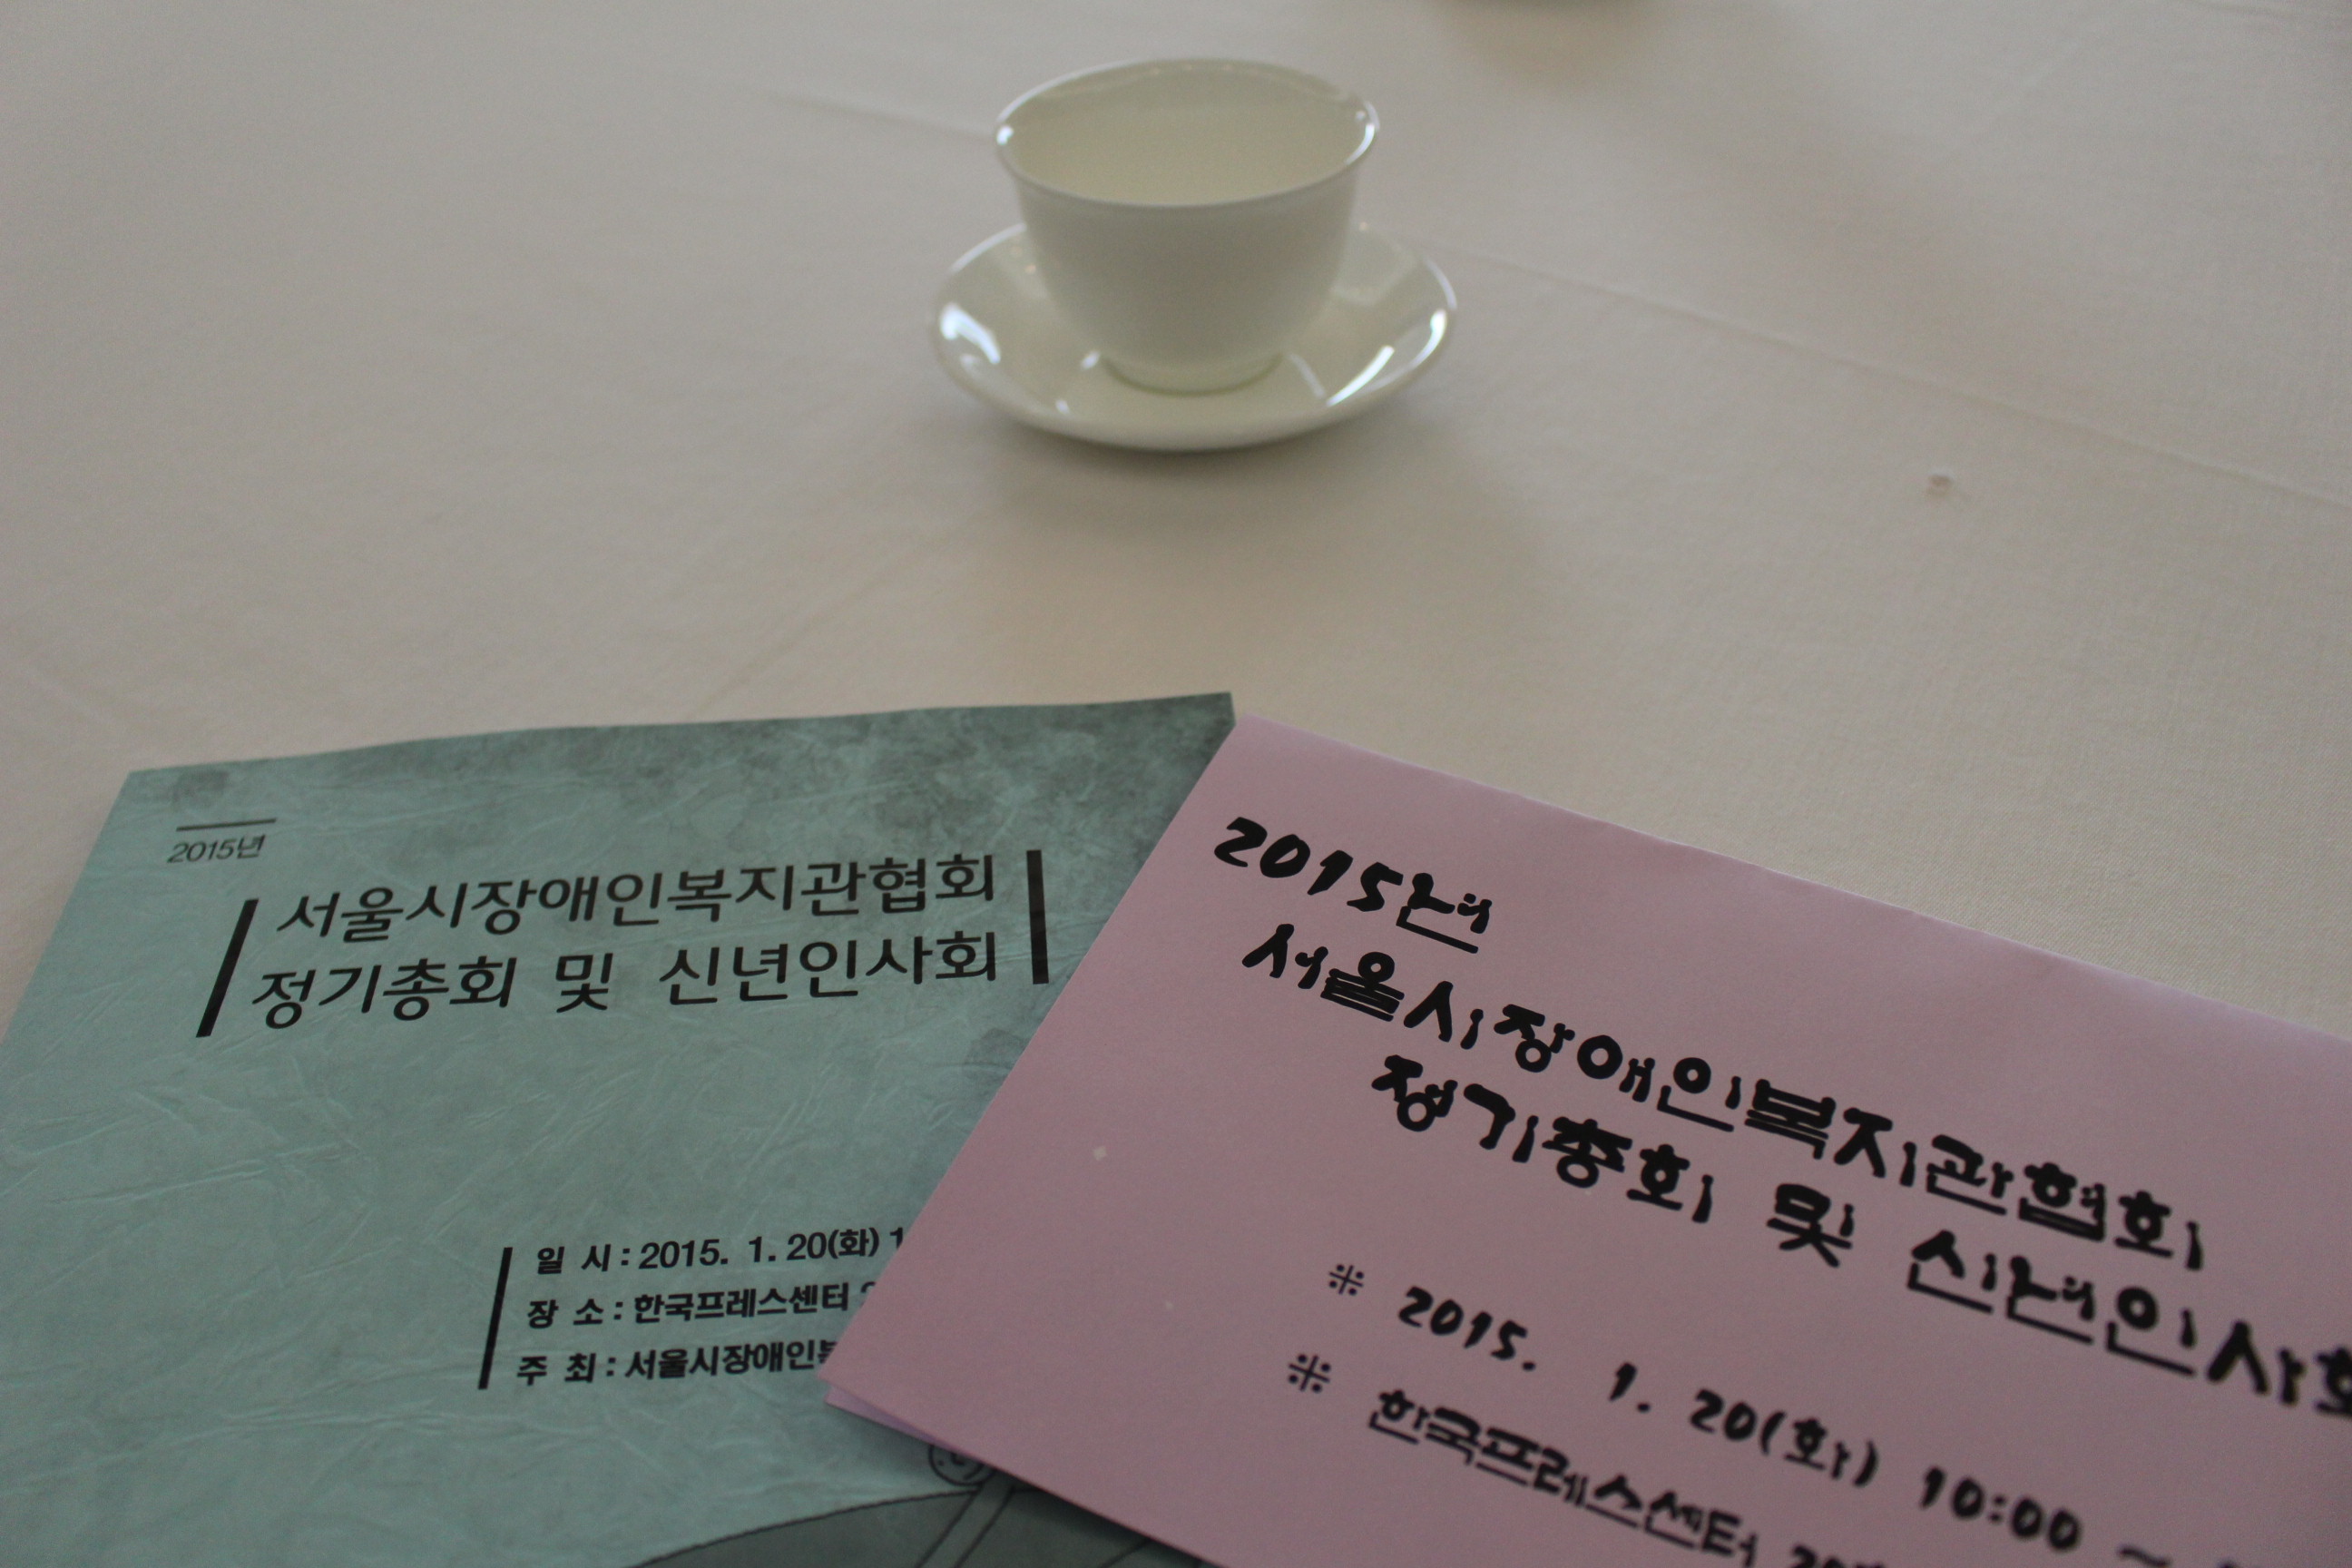 2015년
서울시장애인복지관협회
정기총회 및 신년인사회
일 시 : 2015. 1. 20(화)
장 소 : 한국프레스센터
주 최 : 서울시장애인복
2015년
서울시장애인복지관협회
정기총회 및 신년인사회
※ 2015. 1. 20(화) 10:00 ~
※ 한국프레스센터